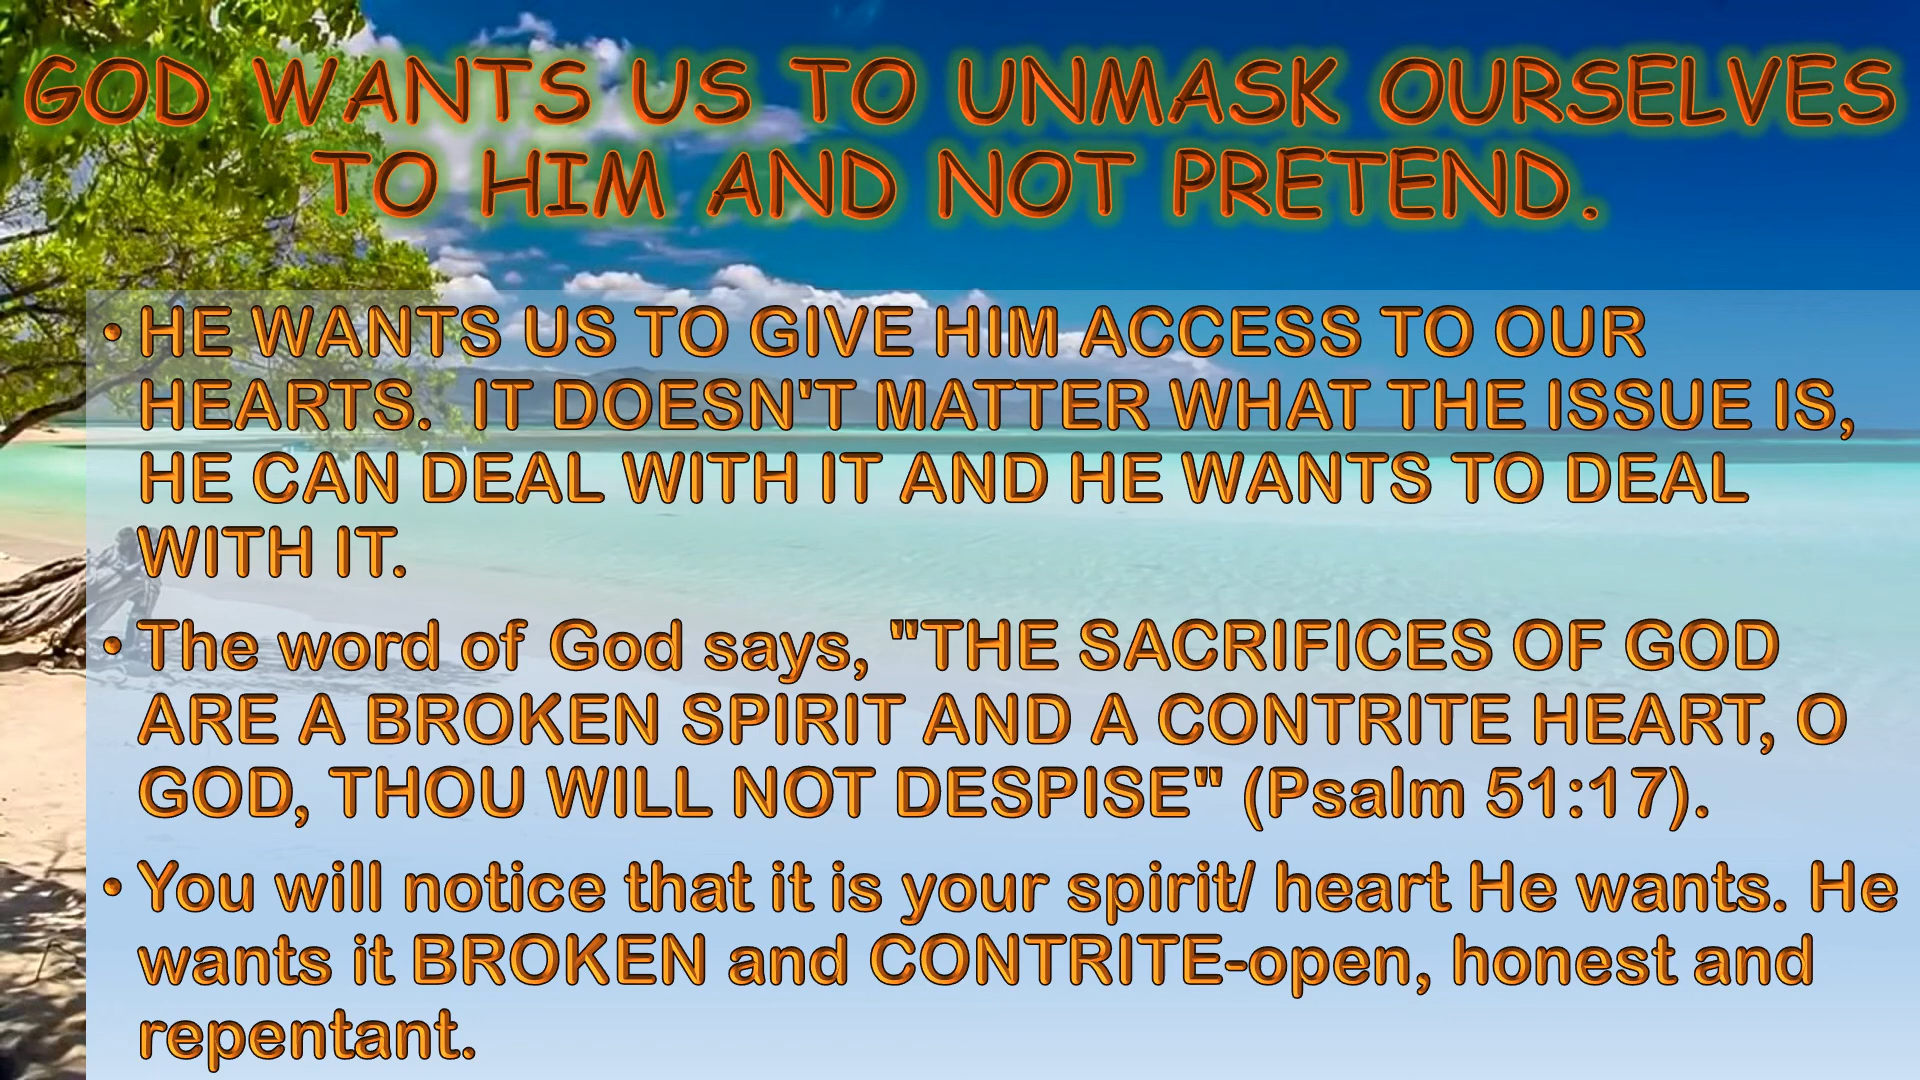 GOD WANTS US TO UNMASK OURSELVES
TO HIM AND NOT PRETEND.
• HE WANTS US TO GIVE HIM ACCESS TO OUR
HEARTS.  IT DOESN'T MATTER WHAT THE ISSUE IS,
HE CAN DEAL WITH IT AND HE WANTS TO DEAL
WITH IT.
• The word of God says, "THE SACRIFICES OF GOD
ARE A BROKEN SPIRIT AND A CONTRITE HEART, O
GOD, THOU WILL NOT DESPISE" (Psalm 51:17).
• You will notice that it is your spirit/ heart He wants. He
wants it BROKEN and CONTRITE-open, honest and
repentant.